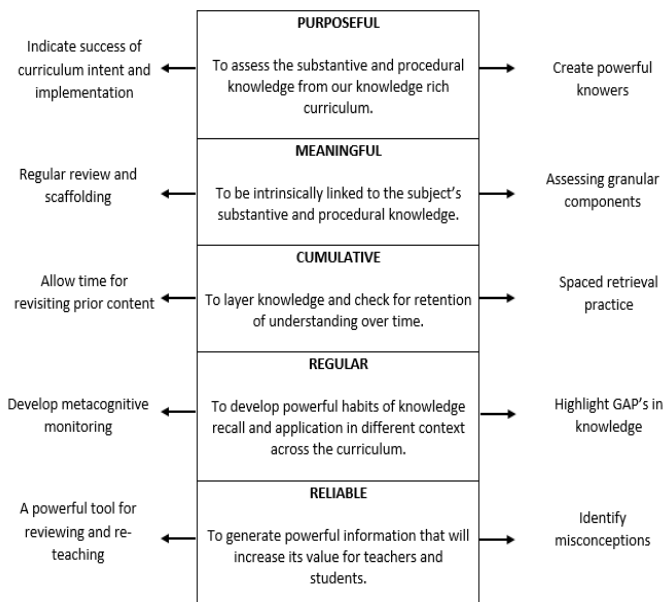 PURPOSEFUL
Indicate success of
curriculum intent and
implementation
To assess the substantive and procedural
knowledge from our knowledge rich
curriculum.
Create powerful
knowers
MEANINGFUL
Regular review and
scaffolding
To be intrinsically linked to the subject's
substantive and procedural knowledge.
Assessing granular
components
CUMULATIVE
Allow time for
revisiting prior content
To layer knowledge and check for retention
of understanding over time.
Spaced retrieval
practice
REGULAR
Develop metacognitive
monitoring
To develop powerful habits of knowledge
recall and application in different context
across the curriculum.
Highlight GAP's in
knowledge
RELIABLE
A powerful tool for
reviewing and re-
teaching
To generate powerful information that will
increase its value for teachers and
students.
Identify
misconceptions